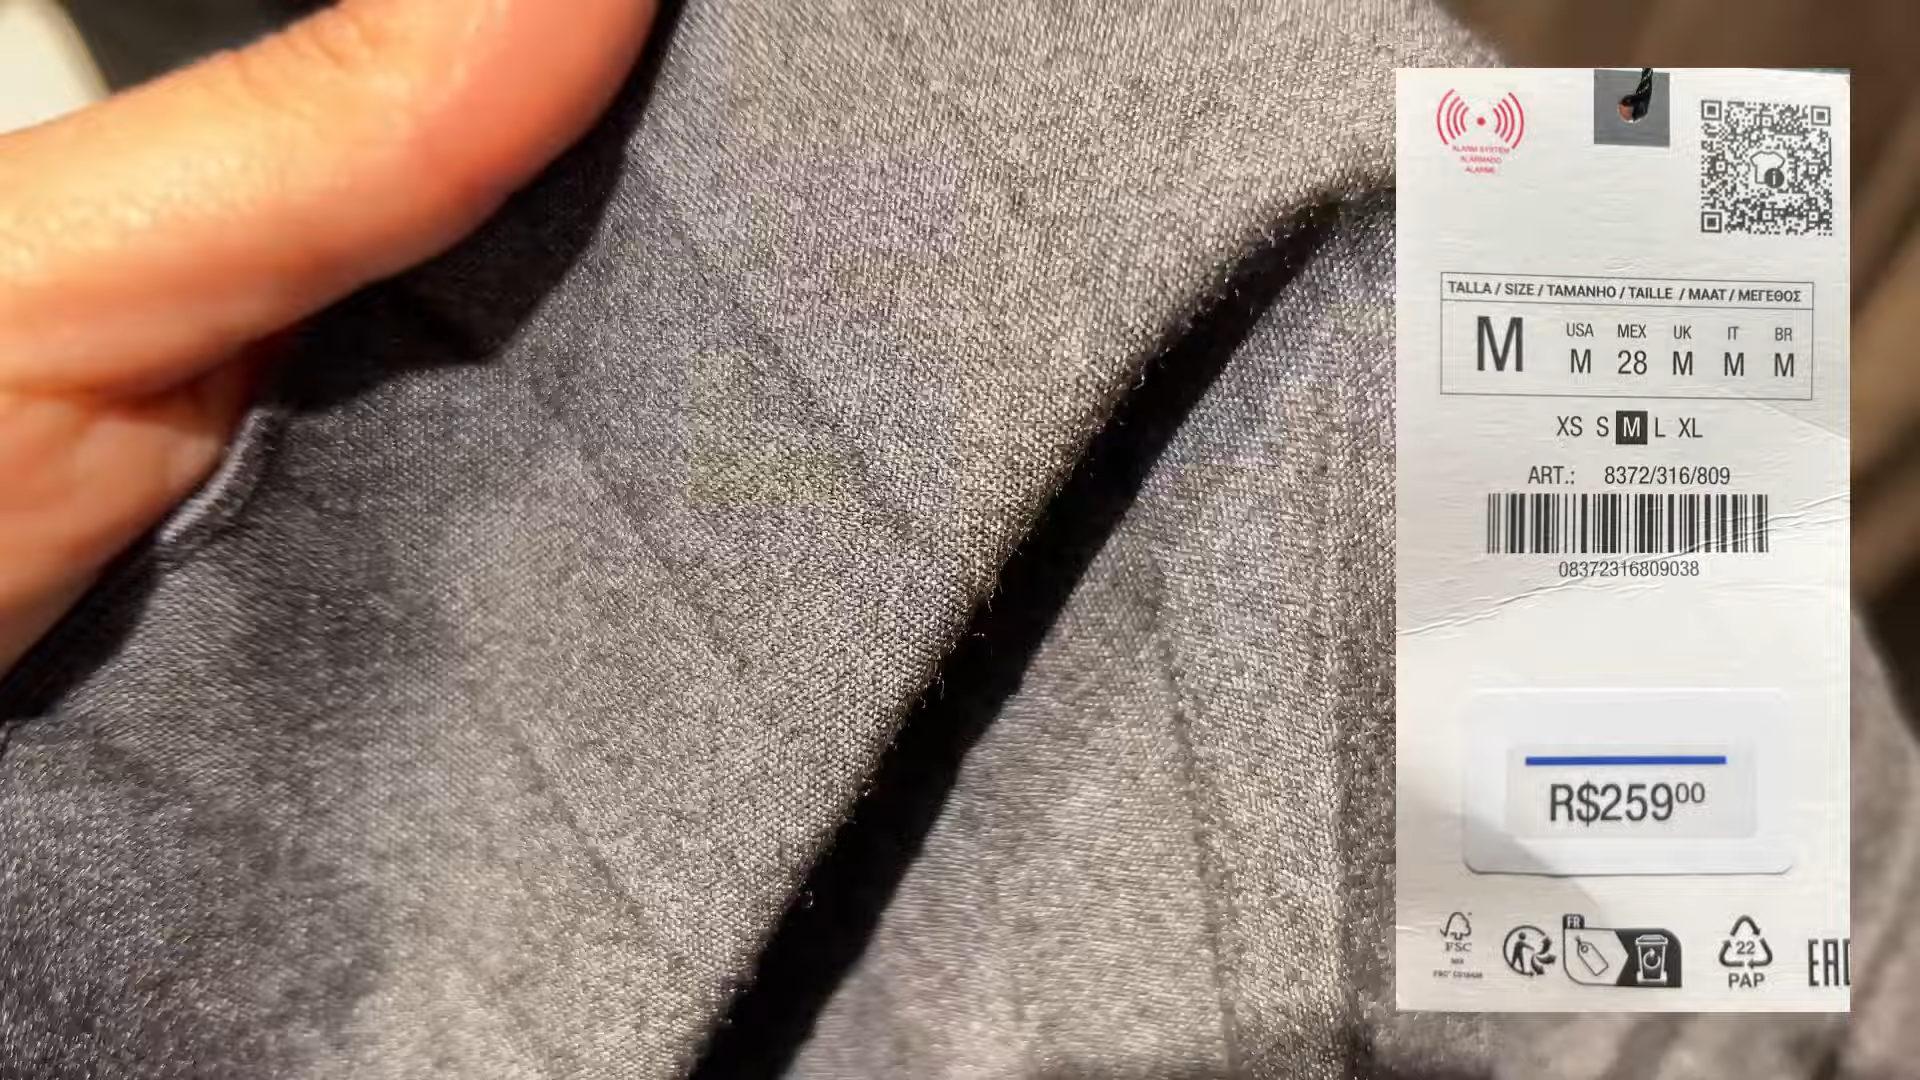 ALARM SYSTEM
ALARMADO
ALARME
TALLA / SIZE / TAMANHO / TAILLE / MAAT / ΜΕΓΕΘΟΣ
M
USA MEX UK IT BR
M 28 M M M
XS S M L XL
ART.: 8372/316/809
08372316809038
R$25900
FR
FSC
MIX
22
PAP
EAC